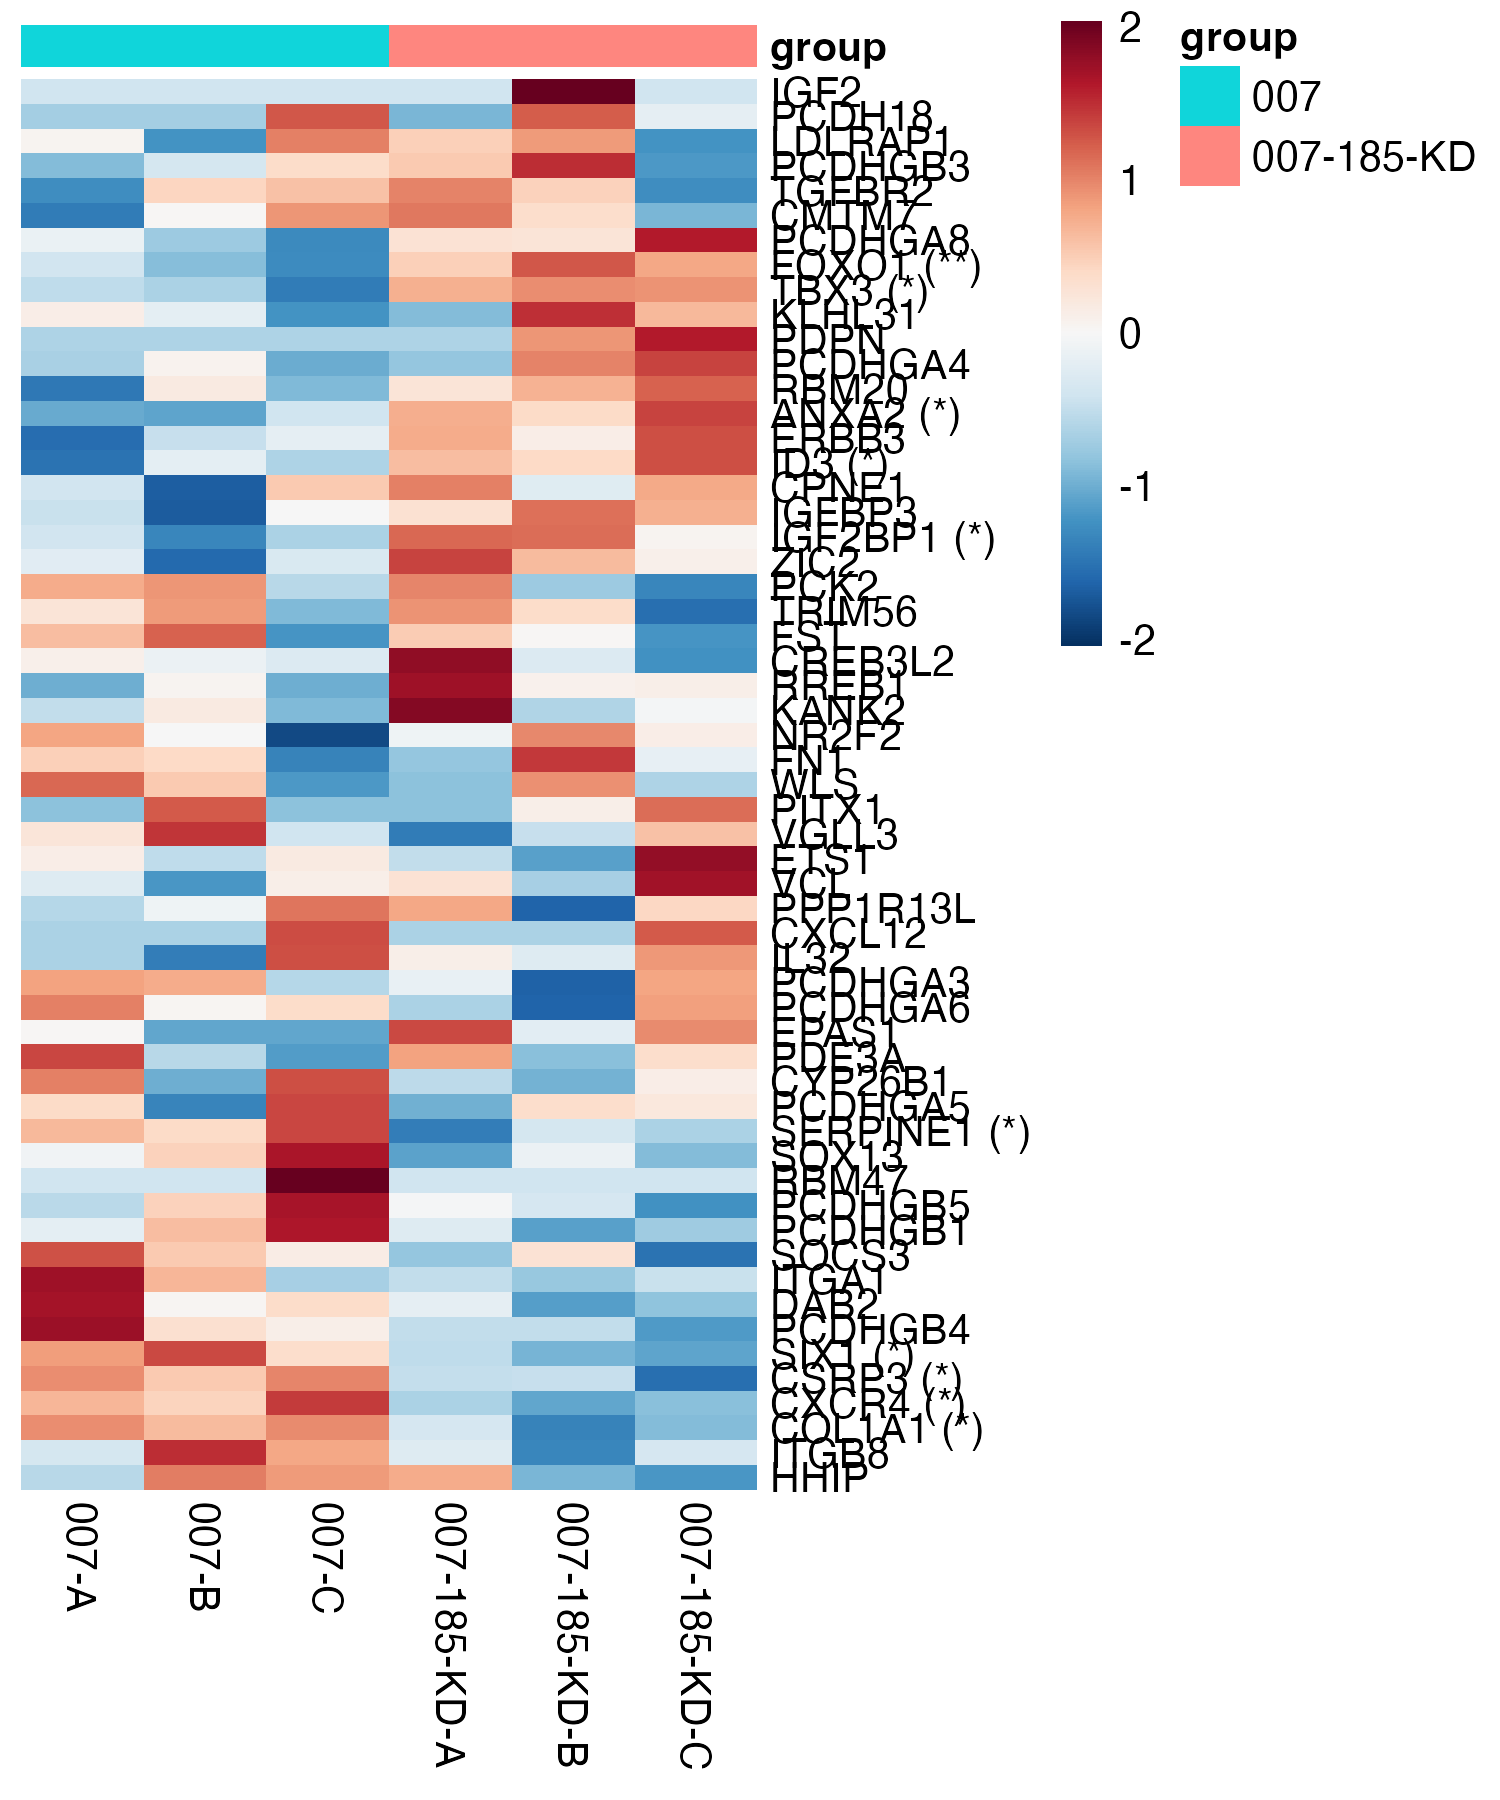 group
IGF2
PCDH18
LDLRAP1
PCDHGB3
TGFBR2
CMTM7
PCDHGA8
FOXO1 (**)
TBX3 (*)
KLHL31
PDPN
PCDHGA4
RBM20
ANXA2 (*)
ERBB3
ID3 (*)
CPNE1
IGFBP3
IGF2BP1 (*)
ZIC2
PCK2
TRIM56
FST
CREB3L2
RREB1
KANK2
NR2F2
FN1
WLS
PITX1
VGLL3
ETS1
VCL
PPP1R13L
CXCL12
IL32
PCDHGA3
PCDHGA6
EPAS1
PDE3A
CYP26B1
PCDHGA5
SERPINE1 (*)
SOX13
RBM47
PCDHGB5
PCDHGB1
SOCS3
ITGA1
DAB2
PCDHGB4
SIX1 (*)
CSRP3 (*)
CXCR4 (*)
COL1A1 (*)
ITGB8
HHIP
007-A
007-B
007-C
007-185-KD-A
007-185-KD-B
007-185-KD-C
2
1
0
-1
-2
group
007
007-185-KD